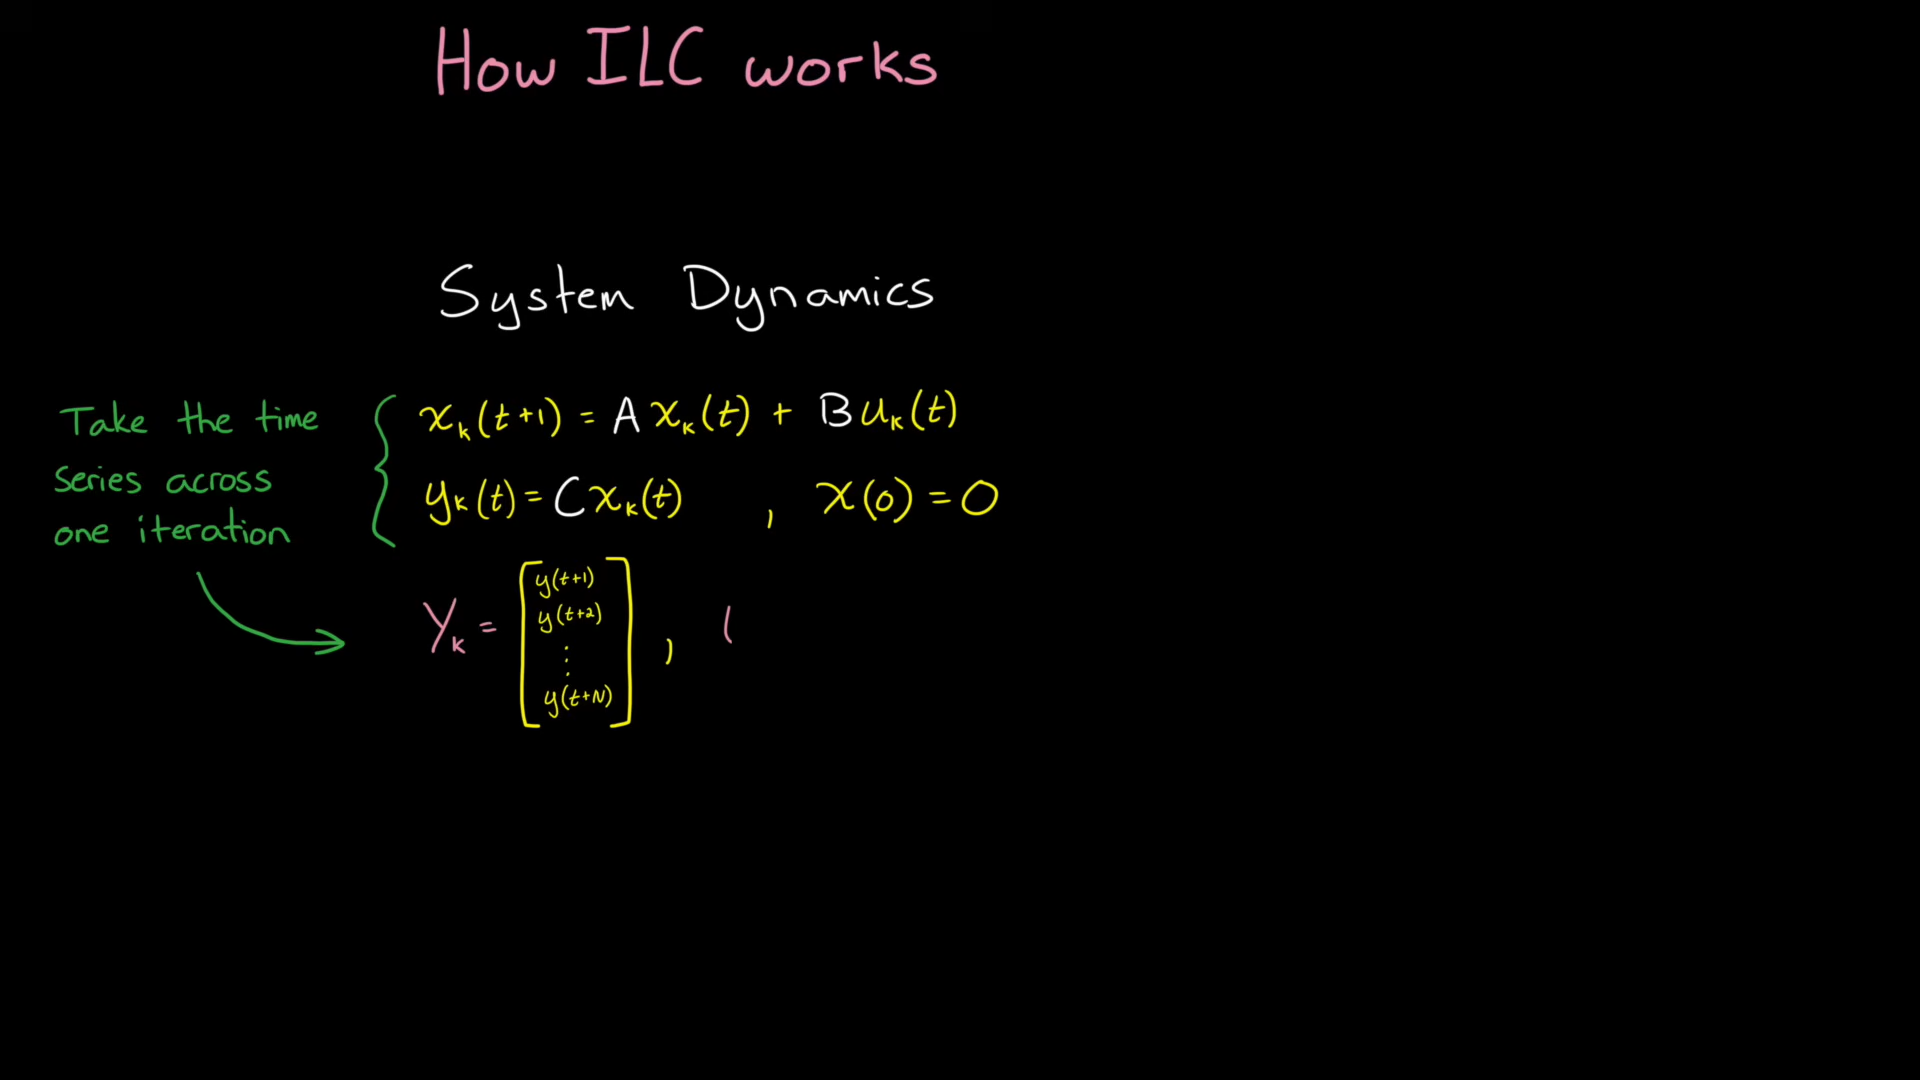 How ILC works
System Dynamics
Take the time
series across
one iteration
xₖ(t+1) = A xₖ(t) + B uₖ(t)
yₖ(t) = C xₖ(t) , x(0) = 0
Yₖ = [ y(t+1)
y(t+2)
⋮
y(t+N) ] ,